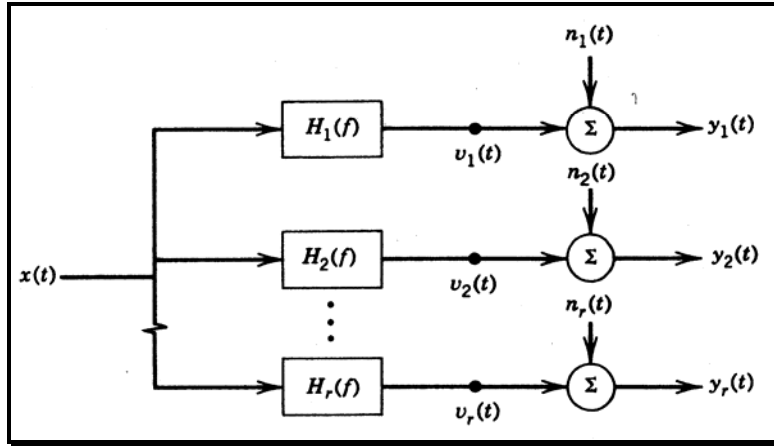 n₁(t)
H₁(f)
v₁(t)
Σ
y₁(t)
n₂(t)
x(t)
H₂(f)
v₂(t)
Σ
y₂(t)
nᵣ(t)
Hᵣ(f)
vᵣ(t)
Σ
yᵣ(t)